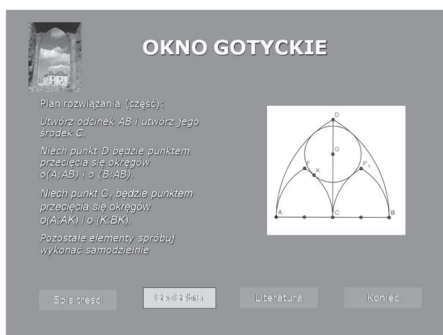 OKNO GOTYCKIE
Plan rozwiązania (część):
Utwórz odcinek AB i utwórz jego
środek C.
Niech punkt D będzie punktem
przecięcia się okręgów
o(A;AB) i o (B;AB).
Niech punkt C, będzie punktem
przecięcia się okręgów
o(A;AK) i o (K;BK).
Pozostałe elementy spróbuj
wykonać samodzielnie
D
G
F
K
F'₁
A
C
B
Spis treści
Literatura
Koniec